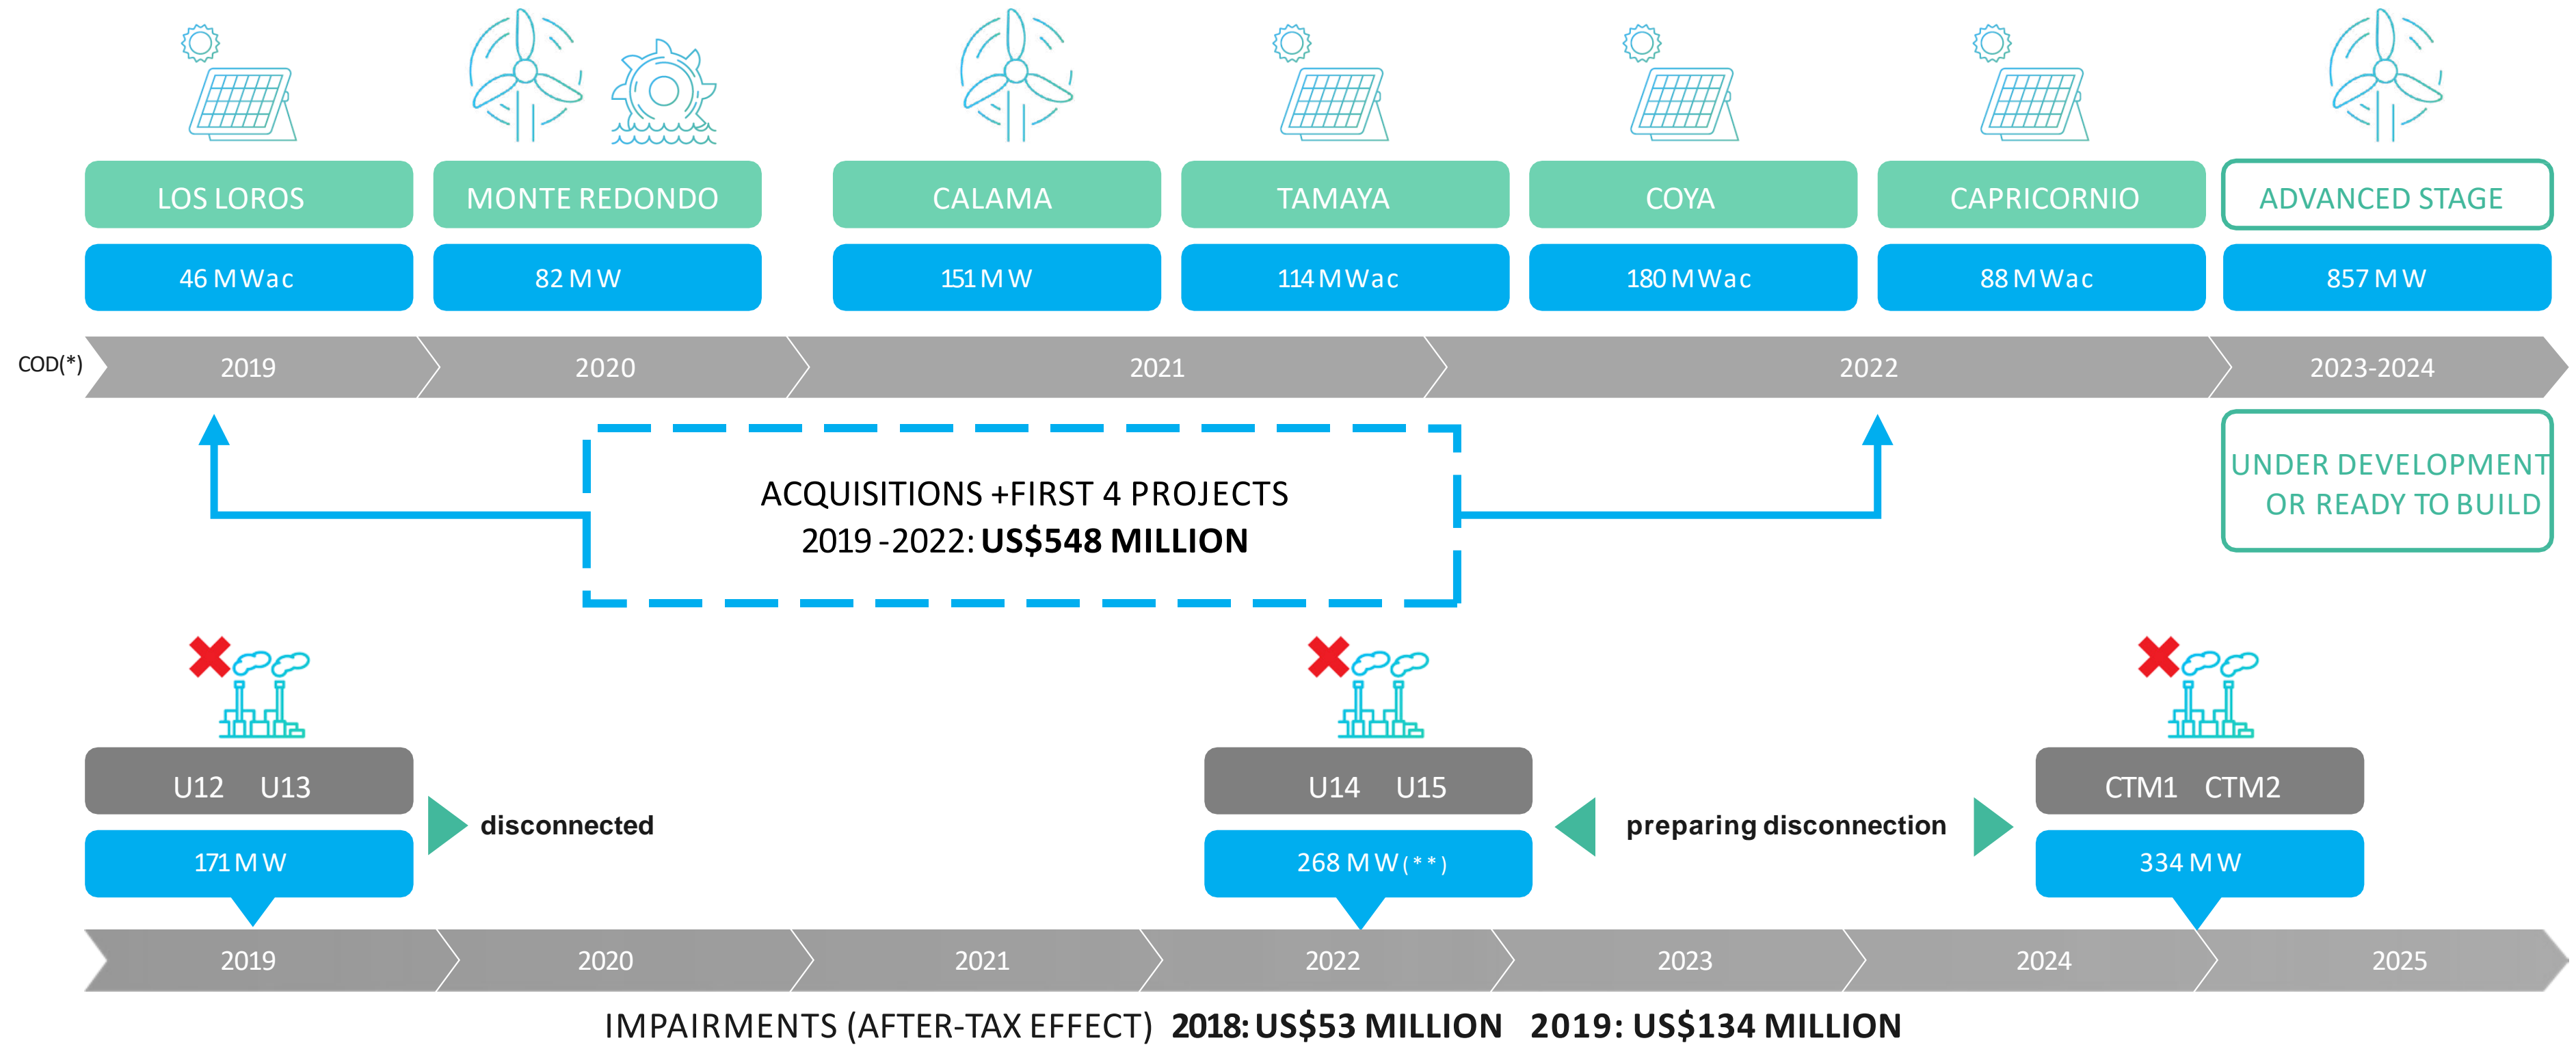 LOS LOROS
MONTE REDONDO
CALAMA
TAMAYA
COYA
CAPRICORNIO
ADVANCED STAGE
46 MWac
82 MW
151 MW
114 MWac
180 MWac
88 MWac
857 MW
COD(*)
2019
2020
2021
2022
2023-2024
ACQUISITIONS +FIRST 4 PROJECTS
2019-2022: US$548 MILLION
UNDER DEVELOPMENT
OR READY TO BUILD
U12 U13
171 MW
disconnected
U14 U15
268 MW(**)
preparing disconnection
CTM1 CTM2
334 MW
2019
2020
2021
2022
2023
2024
2025
IMPAIRMENTS (AFTER-TAX EFFECT) 2018: US$53 MILLION 2019: US$134 MILLION